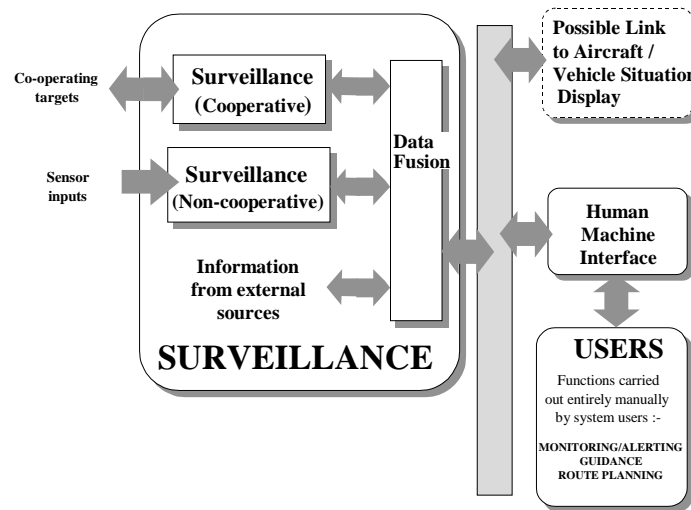 Co-operating
targets
Surveillance
(Cooperative)
Sensor
inputs
Surveillance
(Non-cooperative)
Information
from external
sources
Data
Fusion
SURVEILLANCE
Possible Link
to Aircraft /
Vehicle Situation
Display
Human
Machine
Interface
USERS
Functions carried
out entirely manually
by system users :-
MONITORING/ALERTING
GUIDANCE
ROUTE PLANNING